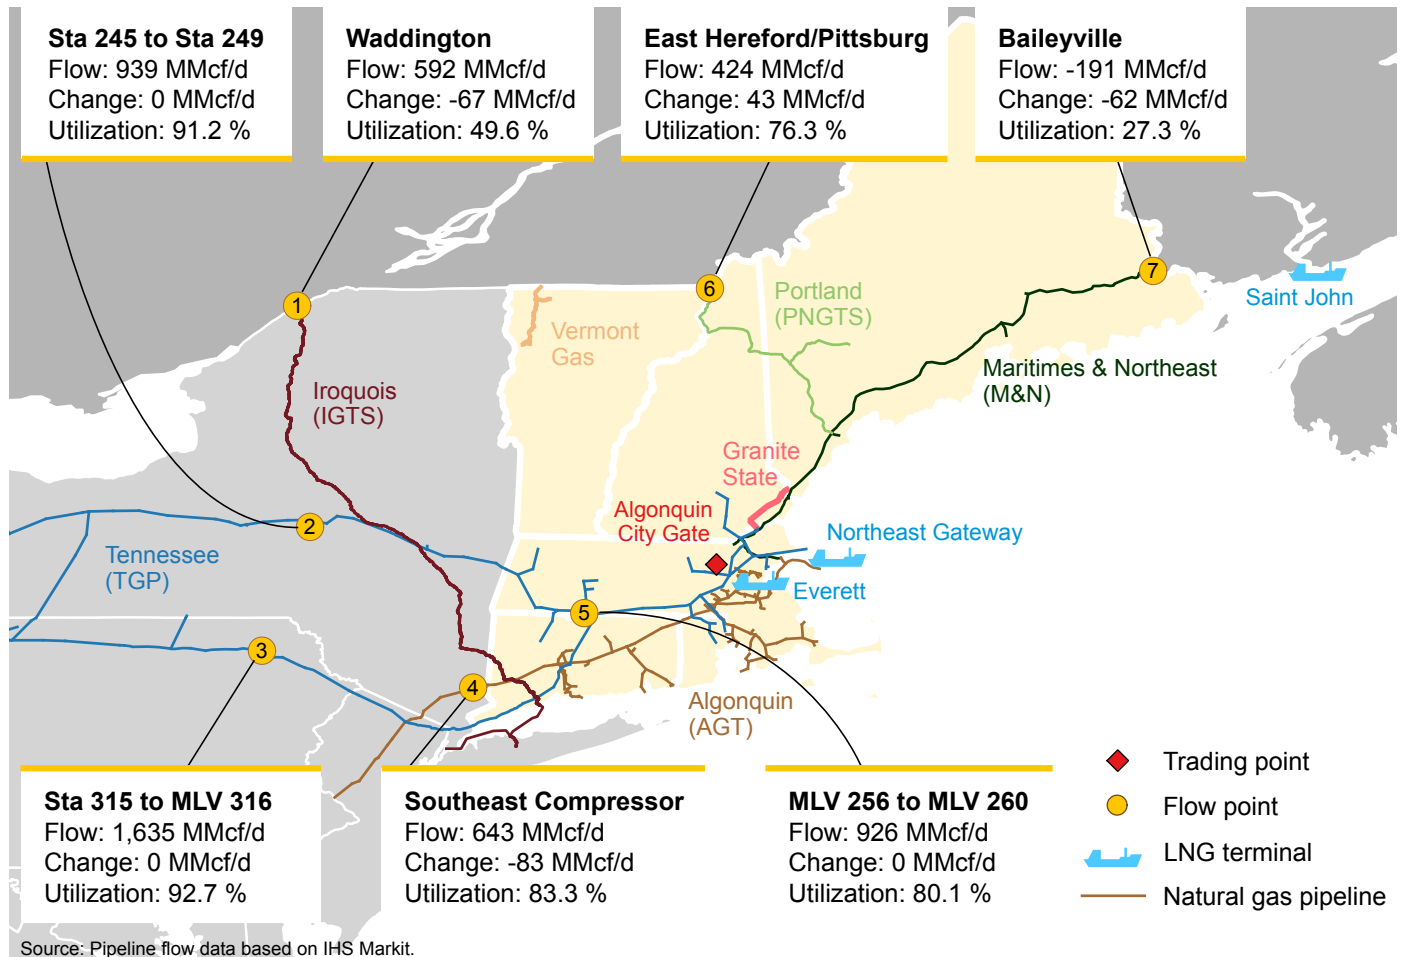 Sta 245 to Sta 249
Flow: 939 MMcf/d
Change: 0 MMcf/d
Utilization: 91.2 %
Waddington
Flow: 592 MMcf/d
Change: -67 MMcf/d
Utilization: 49.6 %
East Hereford/Pittsburg
Flow: 424 MMcf/d
Change: 43 MMcf/d
Utilization: 76.3 %
Baileyville
Flow: -191 MMcf/d
Change: -62 MMcf/d
Utilization: 27.3 %
7
Saint John
6
1
Portland
(PNGTS)
Vermont
Gas
Maritimes & Northeast
(M&N)
Iroquois
(IGTS)
Granite
State
Algonquin
City Gate
2
Northeast Gateway
Tennessee
(TGP)
Everett
5
3
4
Algonquin
(AGT)
Sta 315 to MLV 316
Flow: 1,635 MMcf/d
Change: 0 MMcf/d
Utilization: 92.7 %
Southeast Compressor
Flow: 643 MMcf/d
Change: -83 MMcf/d
Utilization: 83.3 %
MLV 256 to MLV 260
Flow: 926 MMcf/d
Change: 0 MMcf/d
Utilization: 80.1 %
Trading point
Flow point
LNG terminal
Natural gas pipeline
Source: Pipeline flow data based on IHS Markit.